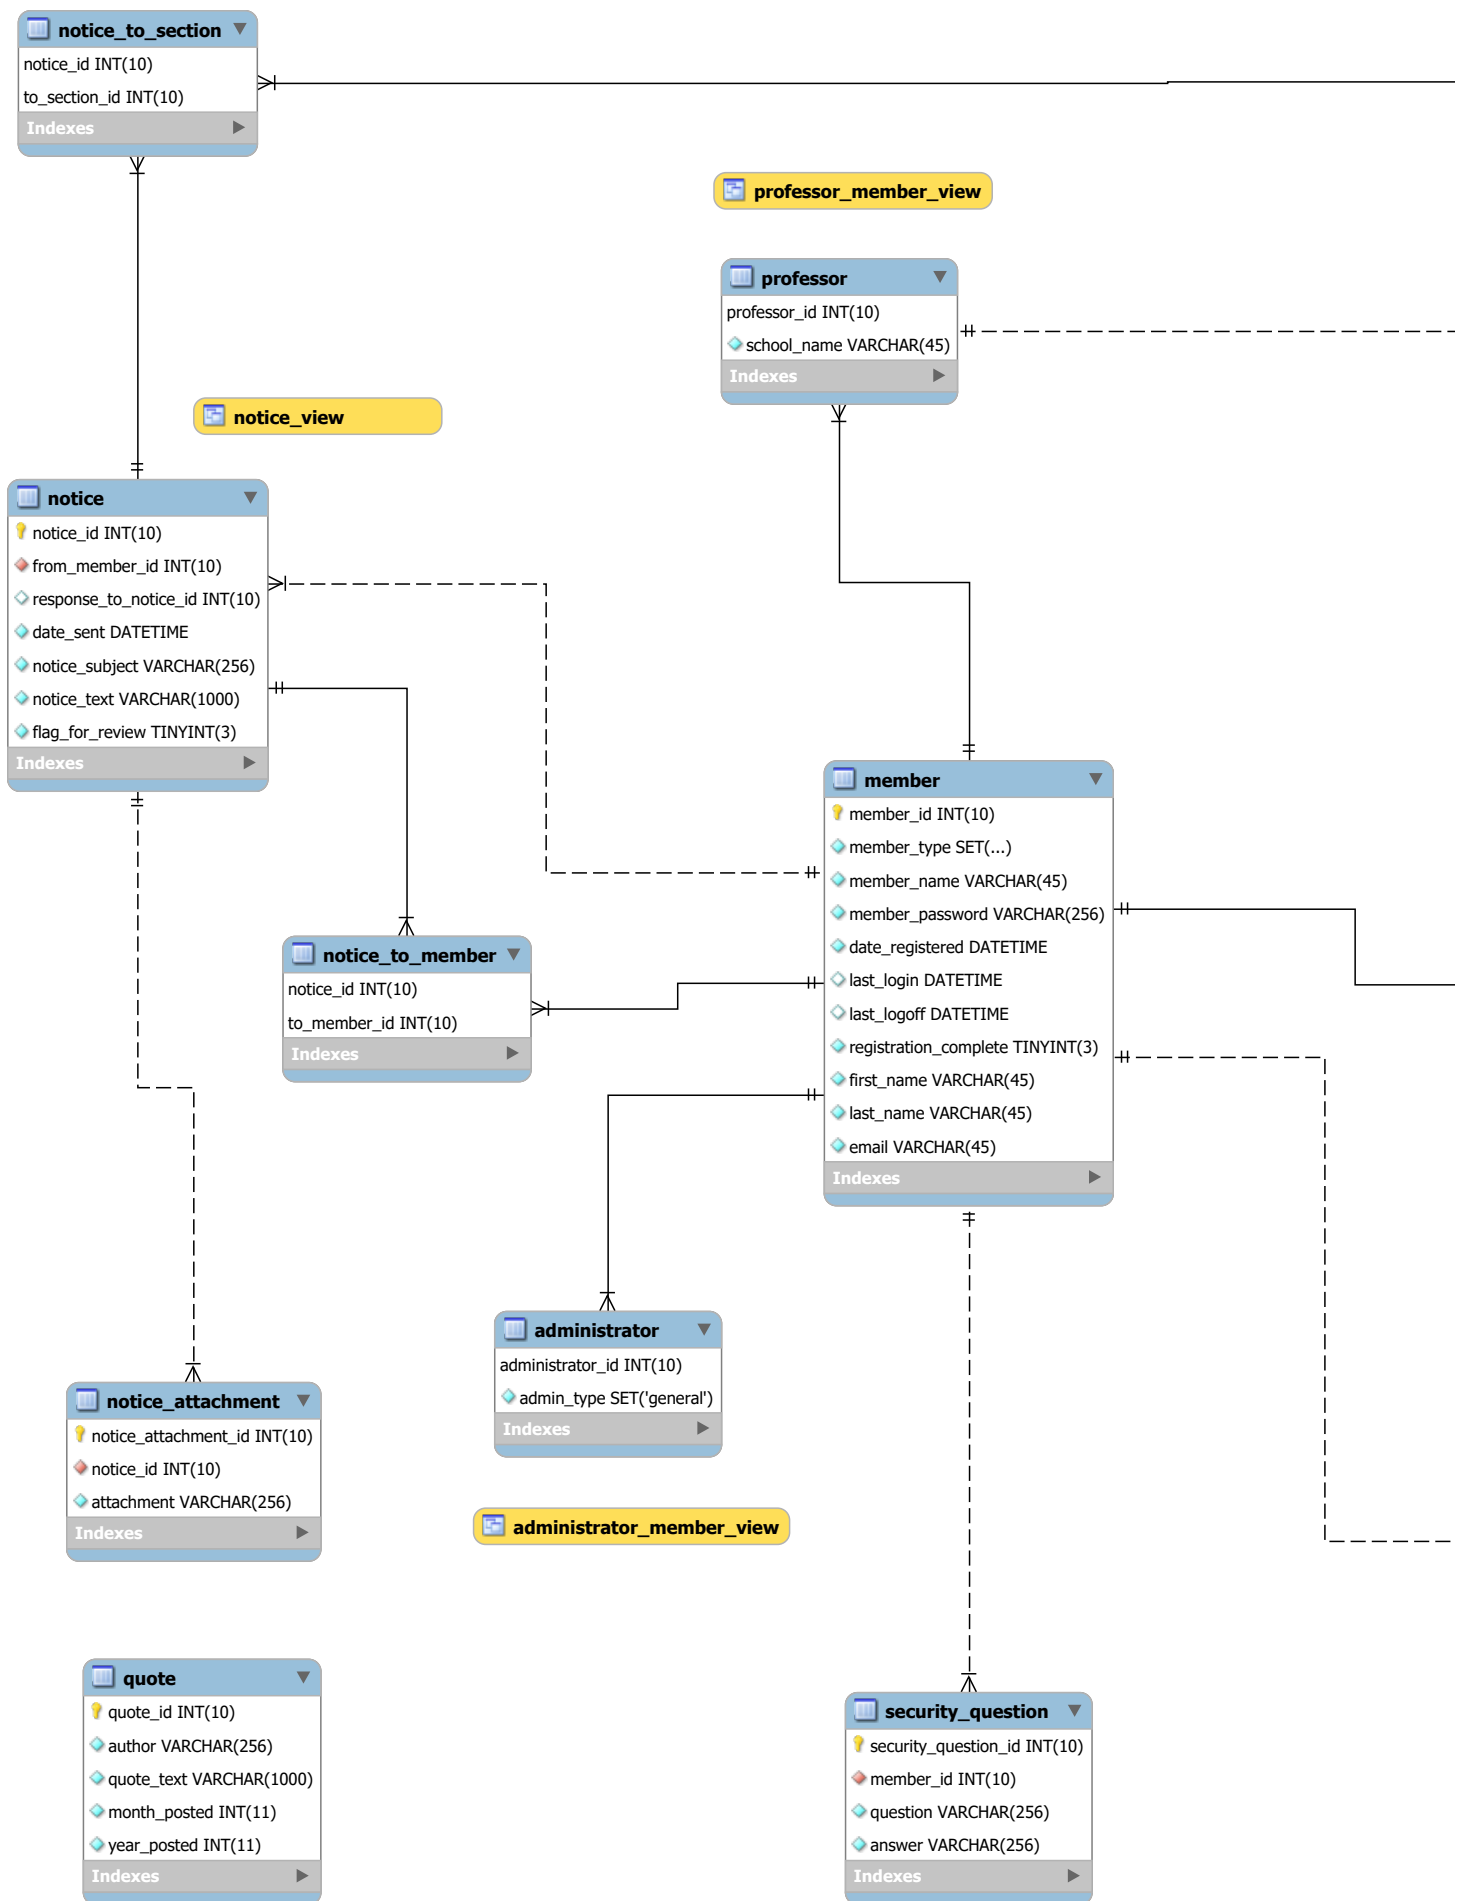 notice_to_section
notice_id INT(10)
to_section_id INT(10)
Indexes
professor_member_view
professor
professor_id INT(10)
school_name VARCHAR(45)
Indexes
notice_view
notice
notice_id INT(10)
from_member_id INT(10)
response_to_notice_id INT(10)
date_sent DATETIME
notice_subject VARCHAR(256)
notice_text VARCHAR(1000)
flag_for_review TINYINT(3)
Indexes
member
member_id INT(10)
member_type SET(...)
member_name VARCHAR(45)
member_password VARCHAR(256)
date_registered DATETIME
last_login DATETIME
last_logoff DATETIME
registration_complete TINYINT(3)
first_name VARCHAR(45)
last_name VARCHAR(45)
email VARCHAR(45)
Indexes
notice_to_member
notice_id INT(10)
to_member_id INT(10)
Indexes
administrator
administrator_id INT(10)
admin_type SET('general')
Indexes
notice_attachment
notice_attachment_id INT(10)
notice_id INT(10)
attachment VARCHAR(256)
Indexes
administrator_member_view
quote
quote_id INT(10)
author VARCHAR(256)
quote_text VARCHAR(1000)
month_posted INT(11)
year_posted INT(11)
Indexes
security_question
security_question_id INT(10)
member_id INT(10)
question VARCHAR(256)
answer VARCHAR(256)
Indexes